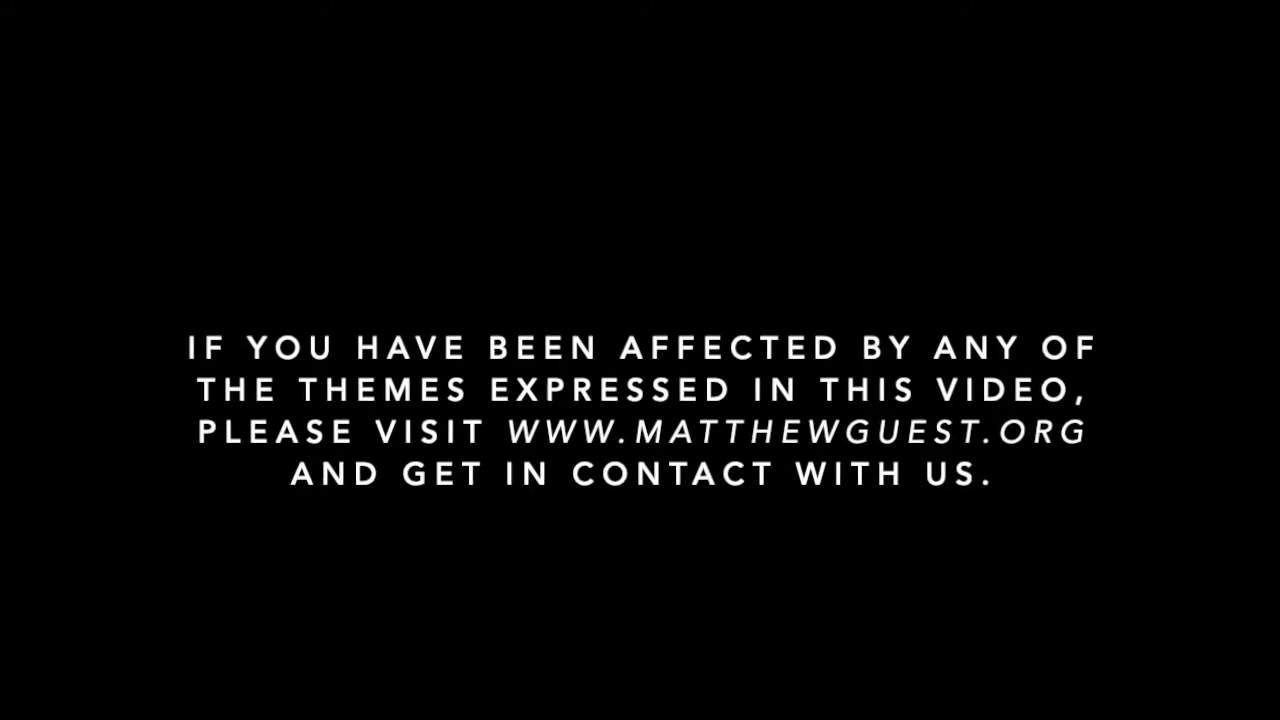 IF YOU HAVE BEEN AFFECTED BY ANY OF
THE THEMES EXPRESSED IN THIS VIDEO,
PLEASE VISIT WWW.MATTHEWGUEST.ORG
AND GET IN CONTACT WITH US.